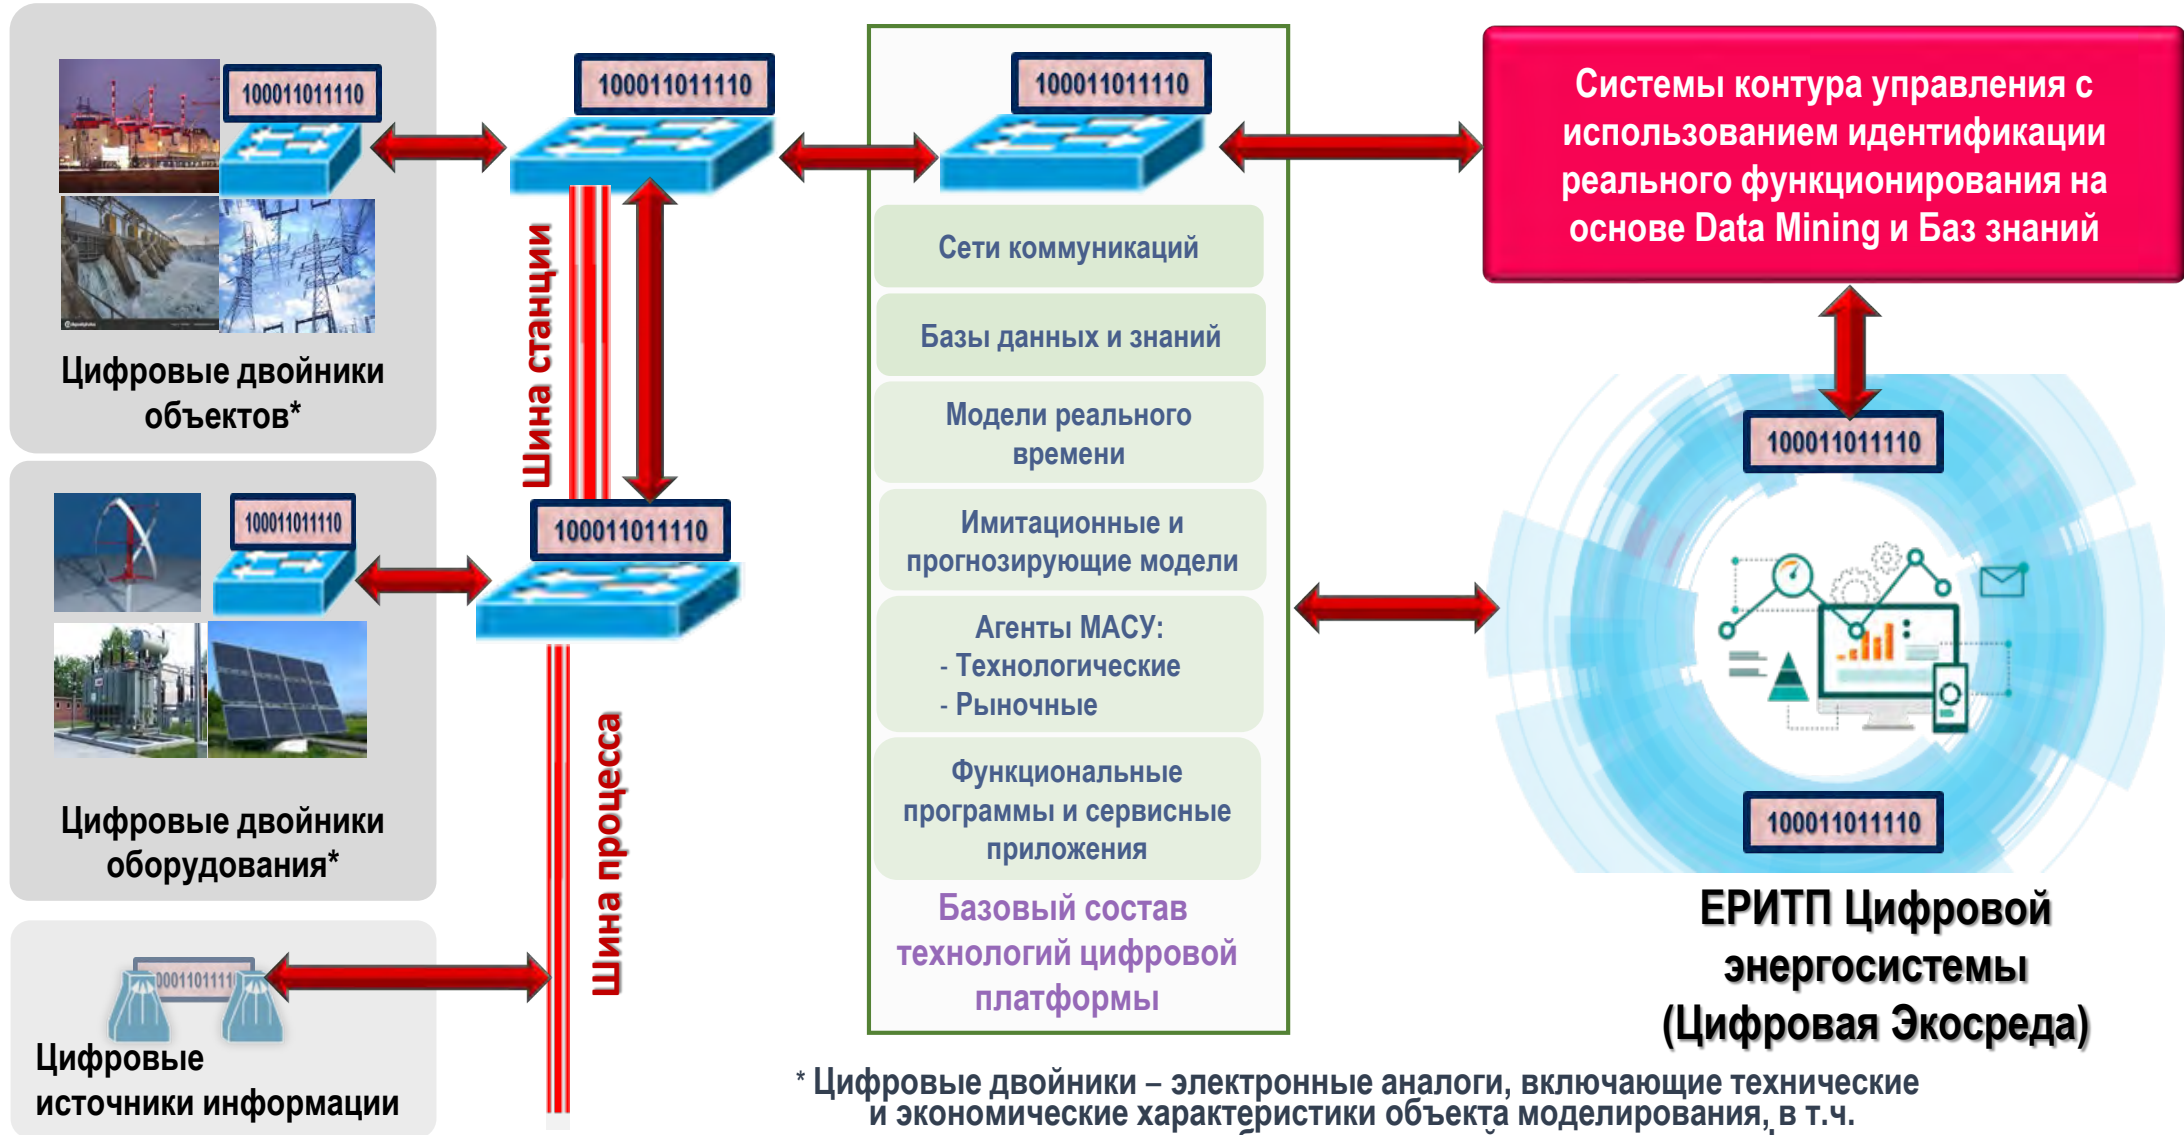 100011011110
100011011110
100011011110
Цифровые двойники
объектов*
100011011110
Цифровые двойники
оборудования*
Цифровые
источники информации
Шина станции
100011011110
Шина процесса
Сети коммуникаций
Базы данных и знаний
Модели реального
времени
Имитационные и
прогнозирующие модели
Агенты МАСУ:
- Технологические
- Рыночные
Функциональные
программы и сервисные
приложения
Базовый состав
технологий цифровой
платформы
Системы контура управления с
использованием идентификации
реального функционирования на
основе Data Mining и Баз знаний
100011011110
100011011110
ЕРИТП Цифровой
энергосистемы
(Цифровая Экосреда)
* Цифровые двойники – электронные аналоги, включающие технические
и экономические характеристики объекта моделирования, в т.ч.